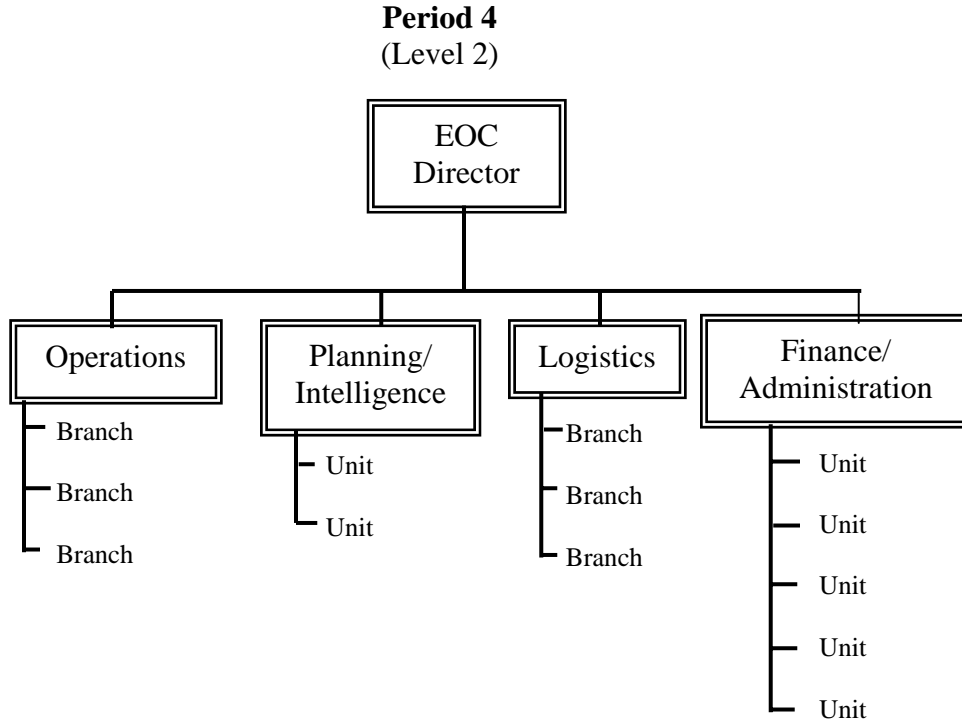 Period 4
(Level 2)
EOC
Director
Operations
Branch
Branch
Branch
Planning/
Intelligence
Unit
Unit
Logistics
Branch
Branch
Branch
Finance/
Administration
Unit
Unit
Unit
Unit
Unit